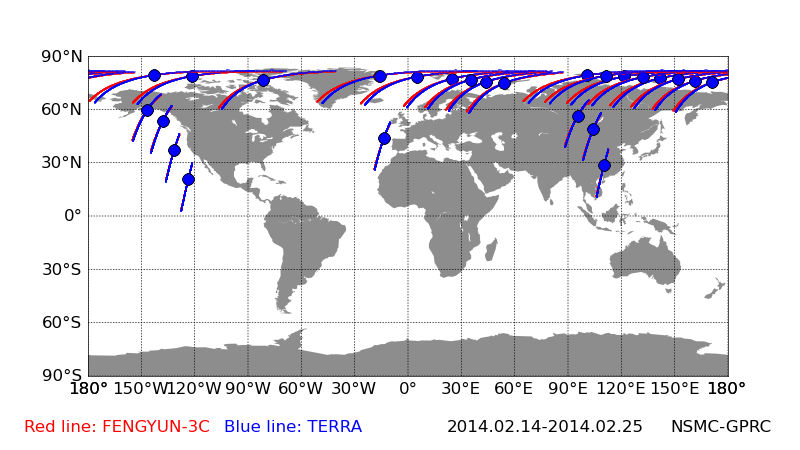 90°N
60°N
30°N
0°
30°S
60°S
90°S
180° 150°W 120°W 90°W 60°W 30°W 0° 30°E 60°E 90°E 120°E 150°E 180°
Red line: FENGYUN-3C Blue line: TERRA 2014.02.14-2014.02.25 NSMC-GPRC